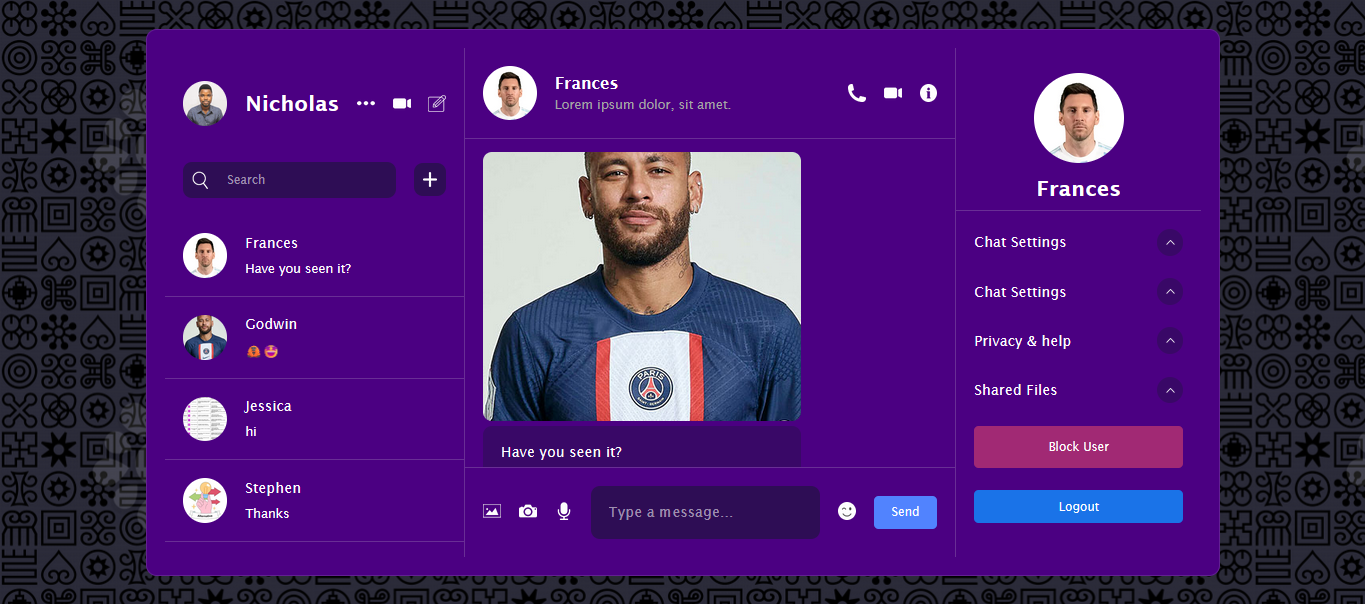 Nicholas
Search
Frances
Have you seen it?
Godwin
Jessica
hi
Stephen
Thanks
Frances
Lorem ipsum dolor, sit amet.
PARIS
Have you seen it?
Type a message...
Send
Frances
Chat Settings
Chat Settings
Privacy & help
Shared Files
Block User
Logout